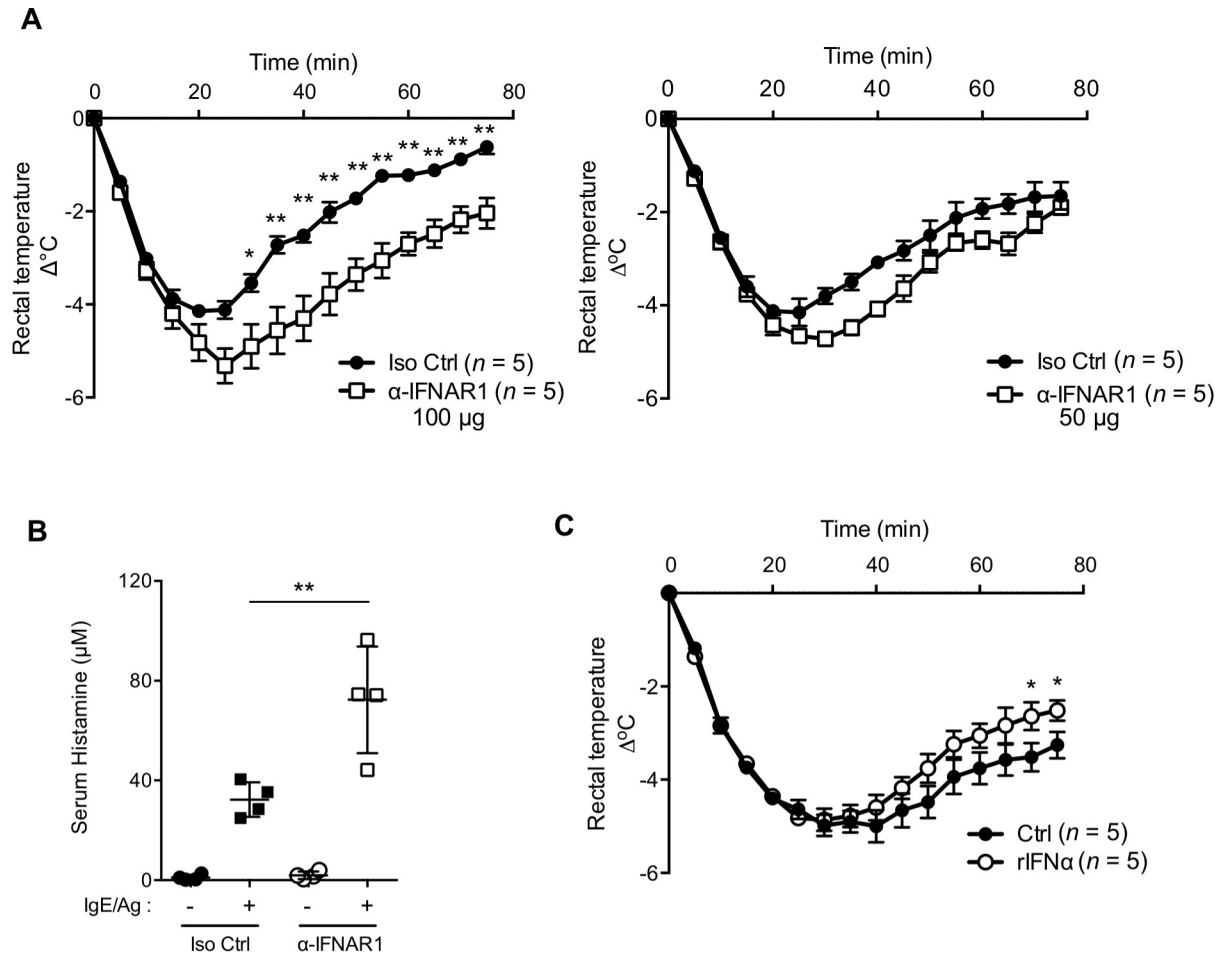 A
Time (min)
0 20 40 60 80
0
-2
-4
-6
Rectal temperature
Δ°C
* ** ** ** ** ** ** ** ** **
Iso Ctrl (n = 5)
α-IFNAR1 (n = 5)
100 µg
Time (min)
0 20 40 60 80
0
-2
-4
-6
Rectal temperature
ΔºC
Iso Ctrl (n = 5)
α-IFNAR1 (n = 5)
50 µg
B
120
80
40
0
Serum Histamine (µM)
**
IgE/Ag : - + - +
Iso Ctrl α-IFNAR1
C
Time (min)
0 20 40 60 80
-2
-4
-6
Rectal temperature
ΔºC
* *
Ctrl (n = 5)
rIFNα (n = 5)